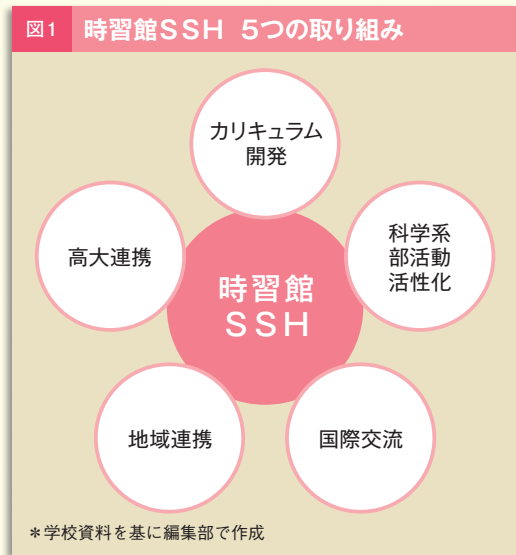 図1 時習館SSH 5つの取り組み
カリキュラム
開発
高大連携
科学系
部活動
活性化
時習館
SSH
地域連携
国際交流
＊学校資料を基に編集部で作成